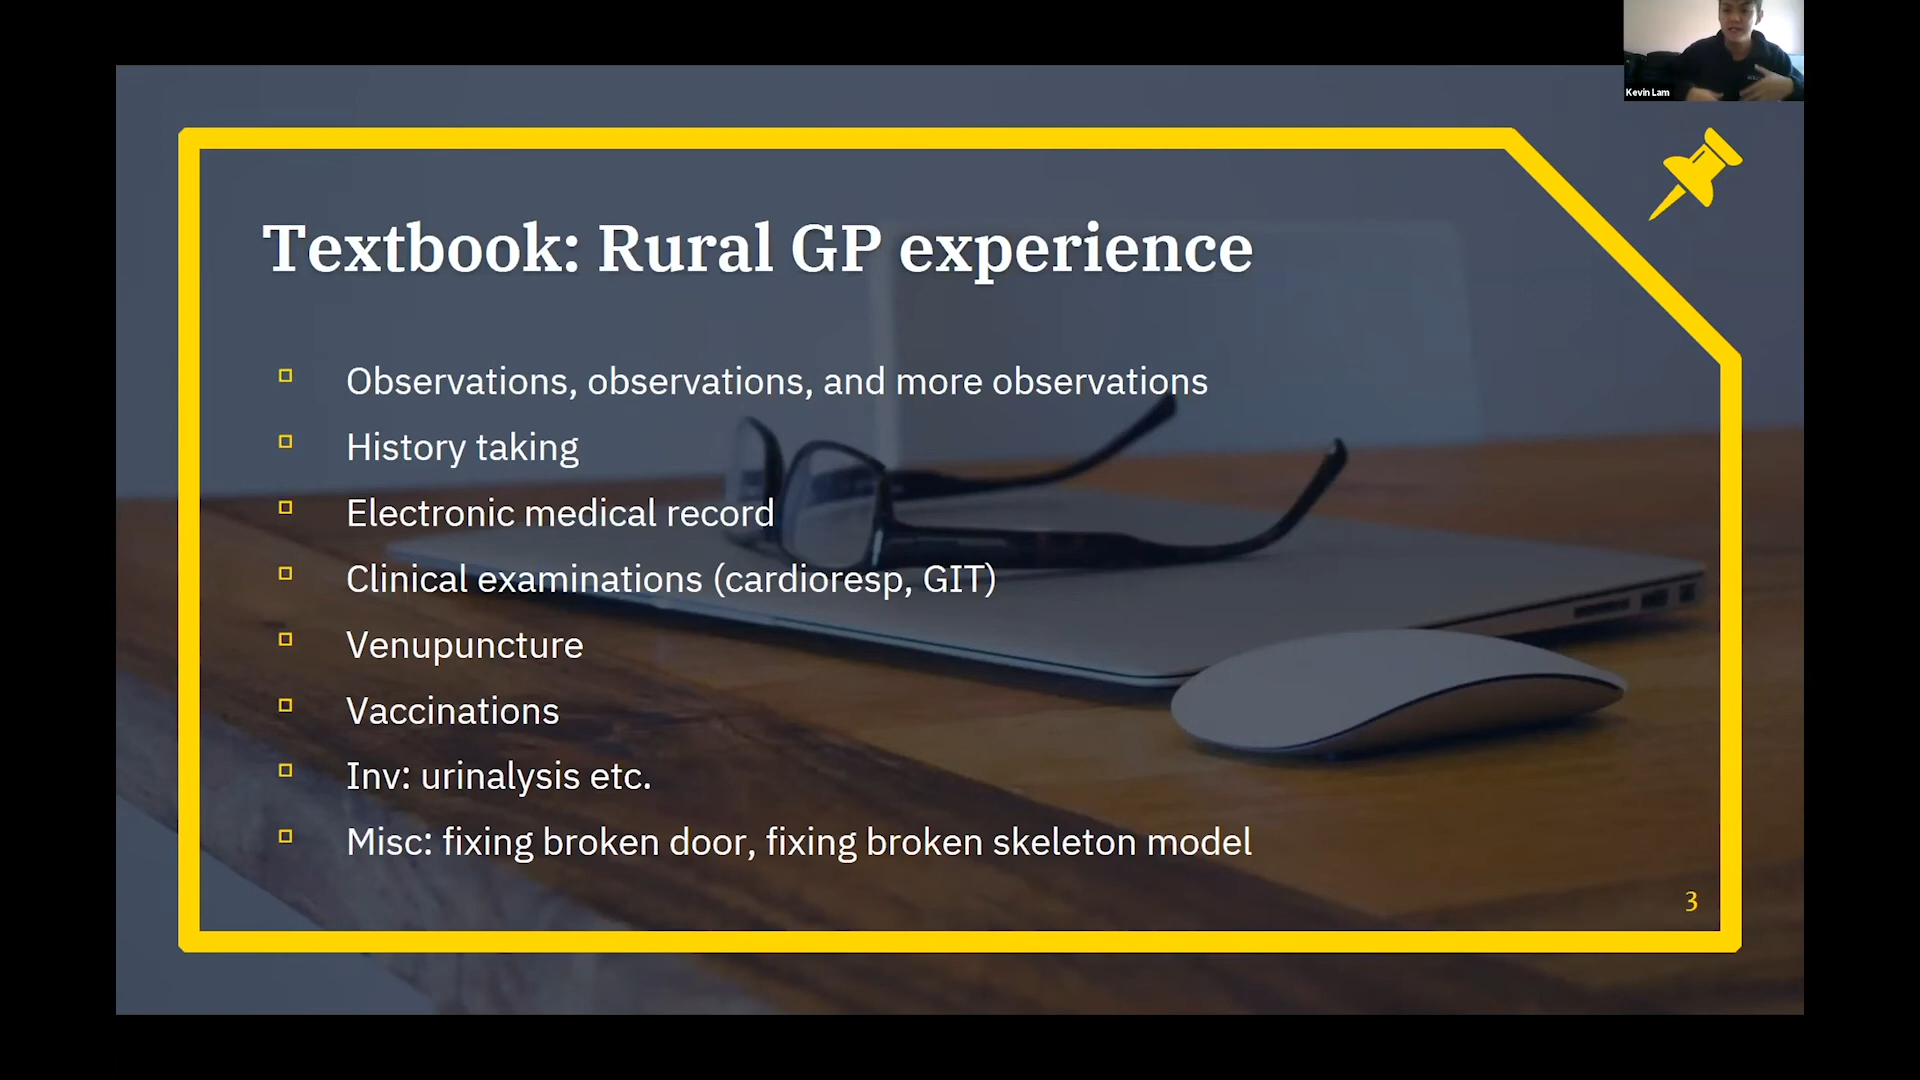 Kevin Lam
Textbook: Rural GP experience
Observations, observations, and more observations
History taking
Electronic medical record
Clinical examinations (cardioresp, GIT)
Venupuncture
Vaccinations
Inv: urinalysis etc.
Misc: fixing broken door, fixing broken skeleton model
3